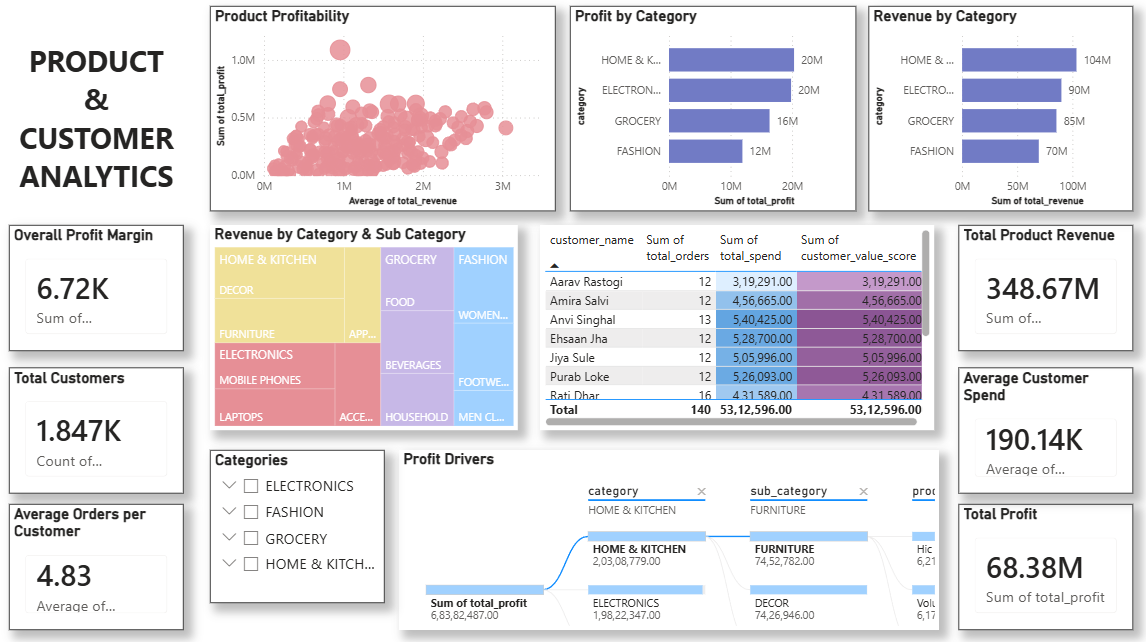 PRODUCT
&
CUSTOMER
ANALYTICS
Product Profitability
Sum of total_profit
1.0M
0.5M
0.0M
0M
1M
2M
3M
Average of total_revenue
Profit by Category
category
HOME & K...
20M
ELECTRON...
20M
GROCERY
16M
FASHION
12M
0M
10M
20M
Sum of total_profit
Revenue by Category
category
HOME & ...
104M
ELECTRO...
90M
GROCERY
85M
FASHION
70M
0M
50M
100M
Sum of total_revenue
Overall Profit Margin
6.72K
Sum of...
Total Customers
1.847K
Count of...
Average Orders per
Customer
4.83
Average of...
Revenue by Category & Sub Category
HOME & KITCHEN
DECOR
FURNITURE
APP...
ELECTRONICS
MOBILE PHONES
LAPTOPS
ACCE...
GROCERY
FOOD
BEVERAGES
HOUSEHOLD
FASHION
WOMEN...
FOOTWE...
MEN CL...
customer_name Sum of total_orders Sum of total_spend Sum of customer_value_score
Aarav Rastogi 12 3,19,291.00 3,19,291.00
Amira Salvi 12 4,56,665.00 4,56,665.00
Anvi Singhal 13 5,40,425.00 5,40,425.00
Ehsaan Jha 12 5,28,700.00 5,28,700.00
Jiya Sule 12 5,05,996.00 5,05,996.00
Purab Loke 12 5,26,093.00 5,26,093.00
Rati Dhar 16 4,31,589.00 4,31,589.00
Total 140 53,12,596.00 53,12,596.00
Total Product Revenue
348.67M
Sum of...
Average Customer
Spend
190.14K
Average of...
Total Profit
68.38M
Sum of total_profit
Categories
ELECTRONICS
FASHION
GROCERY
HOME & KITCH...
Profit Drivers
category
HOME & KITCHEN
sub_category
FURNITURE
Sum of total_profit
6,83,82,487.00
HOME & KITCHEN
2,03,08,779.00
ELECTRONICS
1,98,22,347.00
FURNITURE
74,52,782.00
DECOR
74,26,946.00
Hic
6,21
6,17